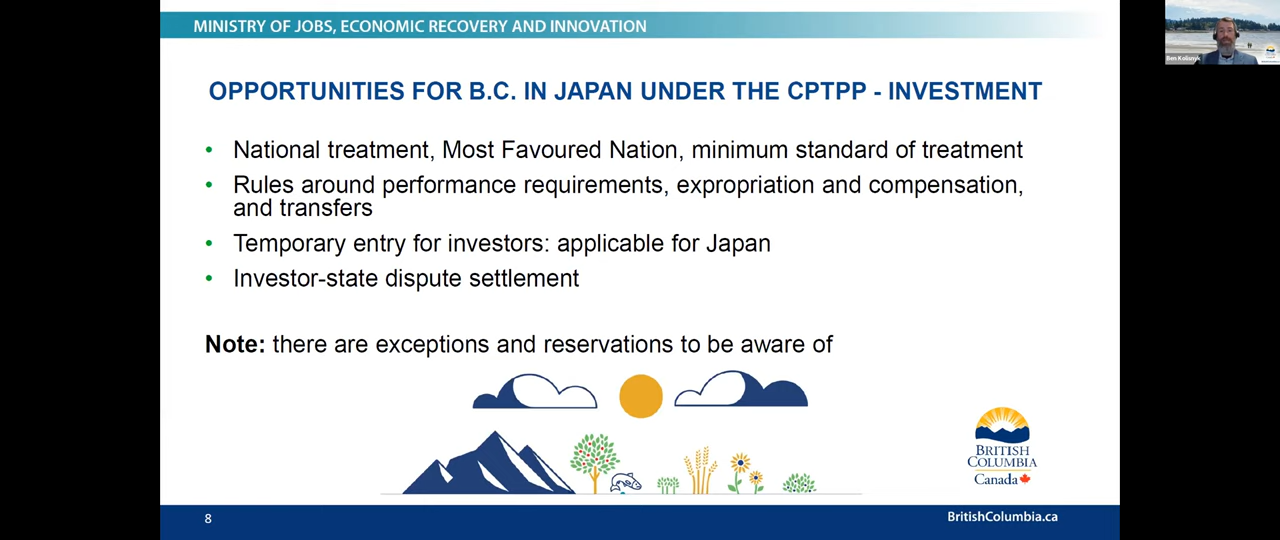 MINISTRY OF JOBS, ECONOMIC RECOVERY AND INNOVATION
OPPORTUNITIES FOR B.C. IN JAPAN UNDER THE CPTPP - INVESTMENT
• National treatment, Most Favoured Nation, minimum standard of treatment
• Rules around performance requirements, expropriation and compensation,
and transfers
• Temporary entry for investors: applicable for Japan
• Investor-state dispute settlement
Note: there are exceptions and reservations to be aware of
BRITISH
COLUMBIA
Canada
8
BritishColumbia.ca
Ben